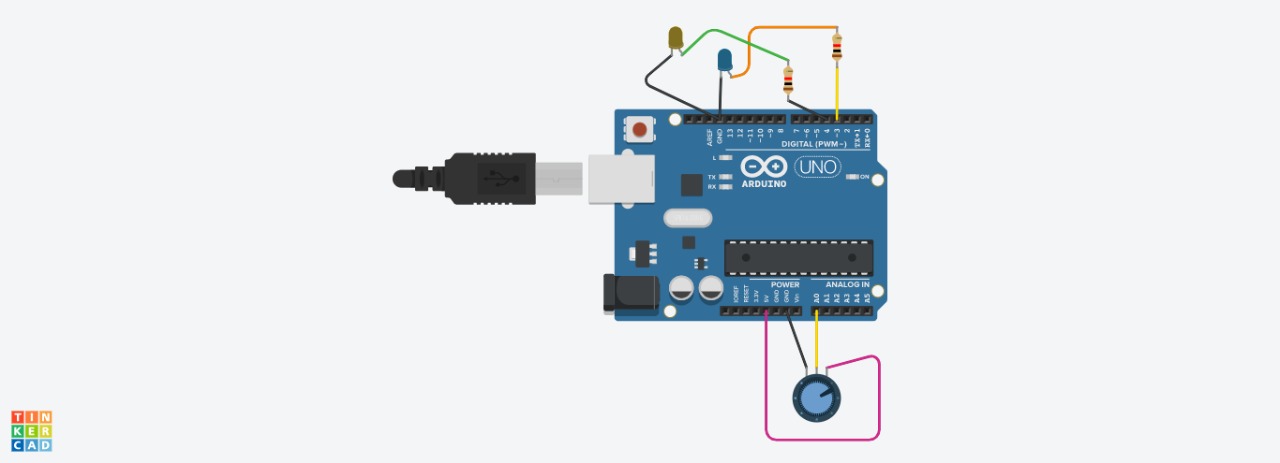 AREF
GND
13
12
~11
~10
~9
8
7
~6
~5
4
~3
2
TX→1
RX←0
DIGITAL (PWM~)
L
TX
RX
ARDUINO
UNO
ON
POWER
ANALOG IN
IOREF
RESET
3.3V
5V
GND
GND
Vin
A0
A1
A2
A3
A4
A5
TIN
KER
CAD